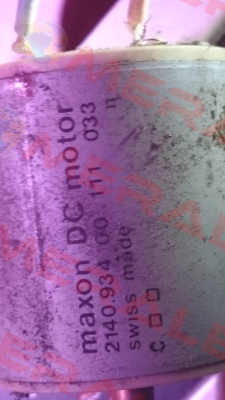 maxon DC motor
2140.934 00 111 033 n
swiss made
C □ □